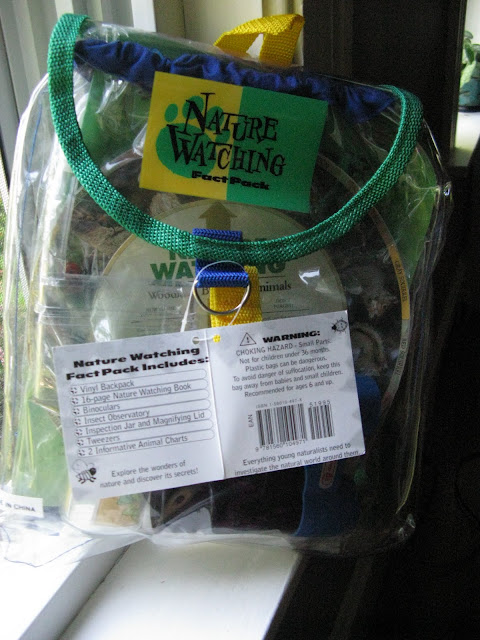 NATURE
WATCHING
Fact Pack
WATCHING
Nature Watching
Fact Pack Includes:
Vinyl Backpack
16-page Nature Watching Book
Binoculars
Insect Observatory
Inspection Jar and Magnifying Lid
Tweezers
2 Informative Animal Charts
Explore the wonders of
nature and discover its secrets!
WARNING:
CHOKING HAZARD - Small Parts.
Not for children under 36 months.
Plastic bags can be dangerous.
To avoid danger of suffocation, keep this
bag away from babies and small children.
Recommended for ages 6 and up.
EAN
51995
Everything young naturalists need to
investigate the natural world around them.
IN CHINA